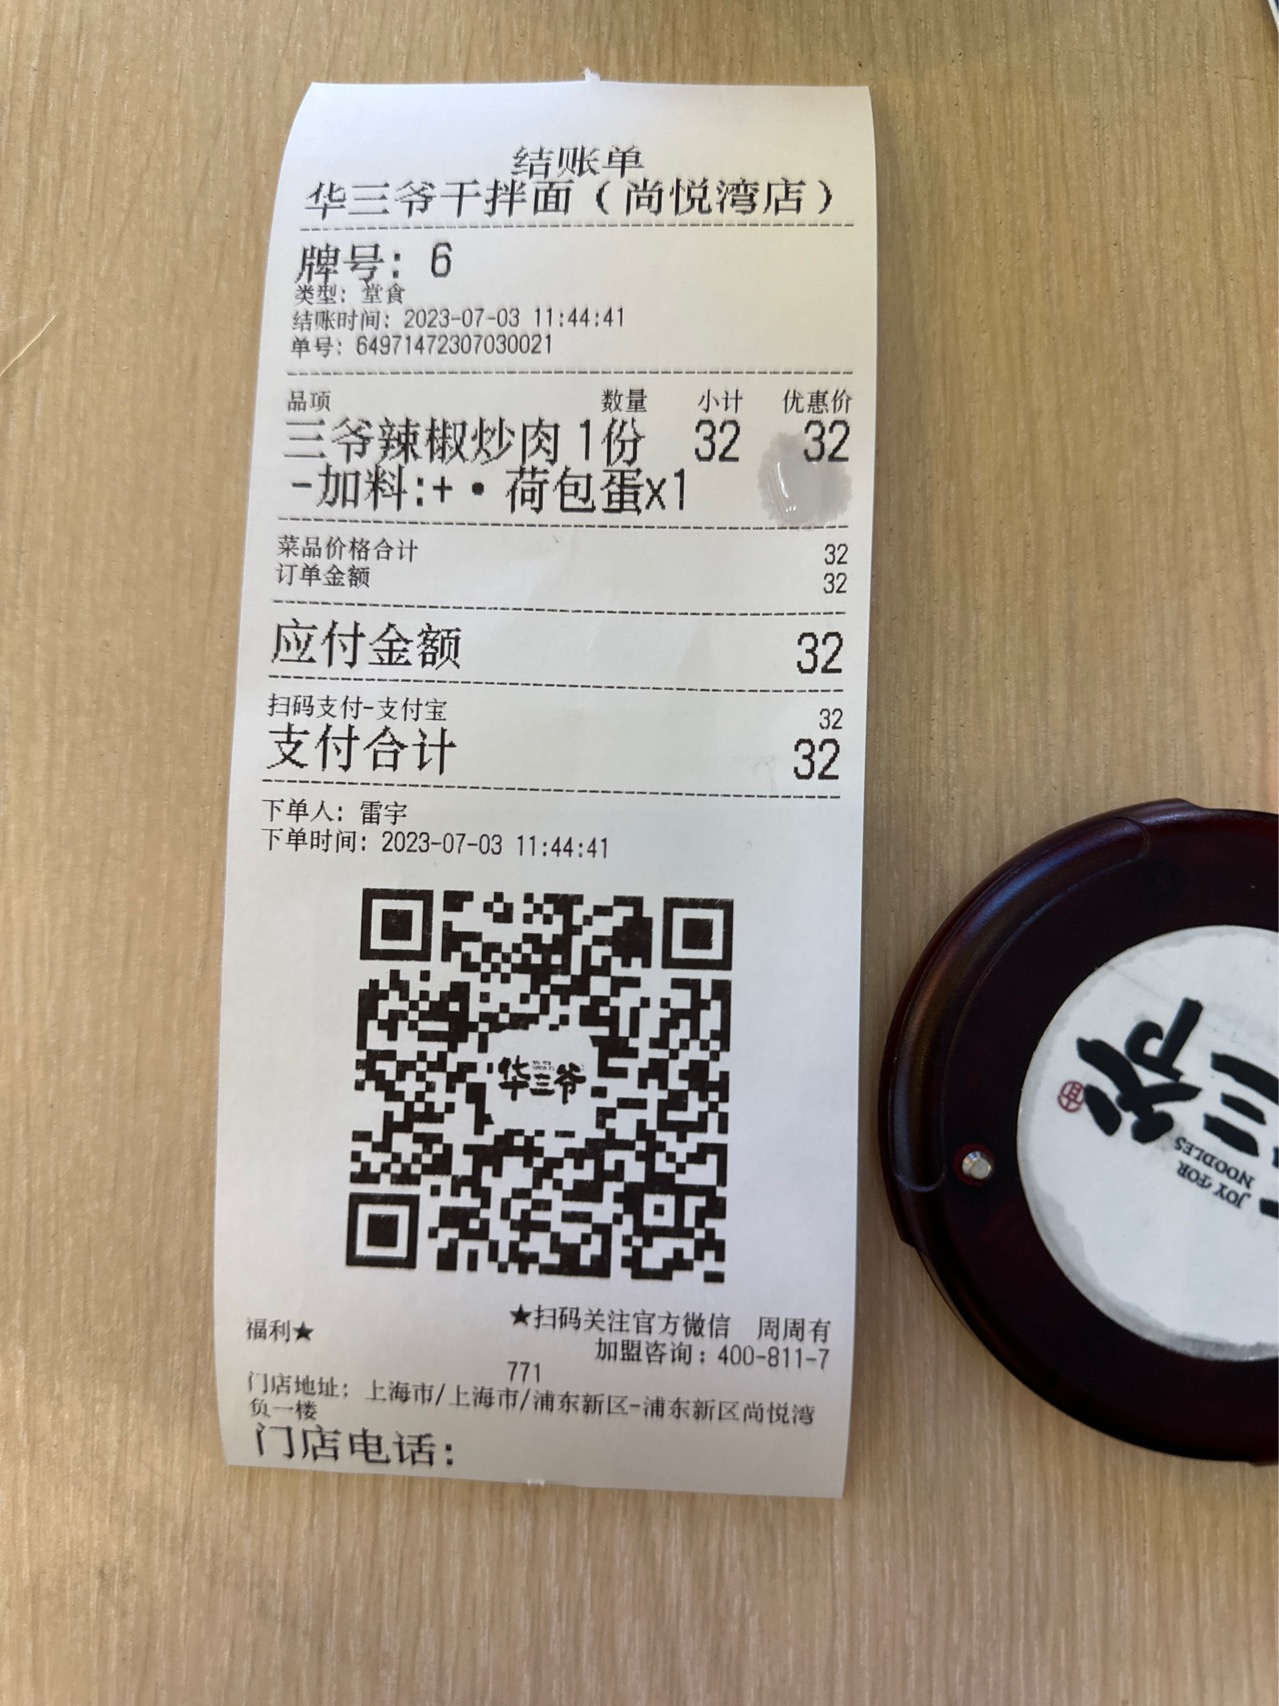 结账单
华三爷干拌面（尚悦湾店）
牌号：6
类型：堂食
结账时间：2023-07-03 11:44:41
单号：64971472307030021
品项 数量 小计 优惠价
三爷辣椒炒肉 1份 32 32
-加料:+·荷包蛋x1
菜品价格合计 32
订单金额 32
应付金额 32
扫码支付-支付宝 32
支付合计 32
下单人：雷宇
下单时间：2023-07-03 11:44:41
华三爷
★扫码关注官方微信 周周有
福利★
加盟咨询：400-811-7
771
门店地址：上海市/上海市/浦东新区-浦东新区尚悦湾
负一楼
门店电话：
三爷
JOY FOR
NOODLES